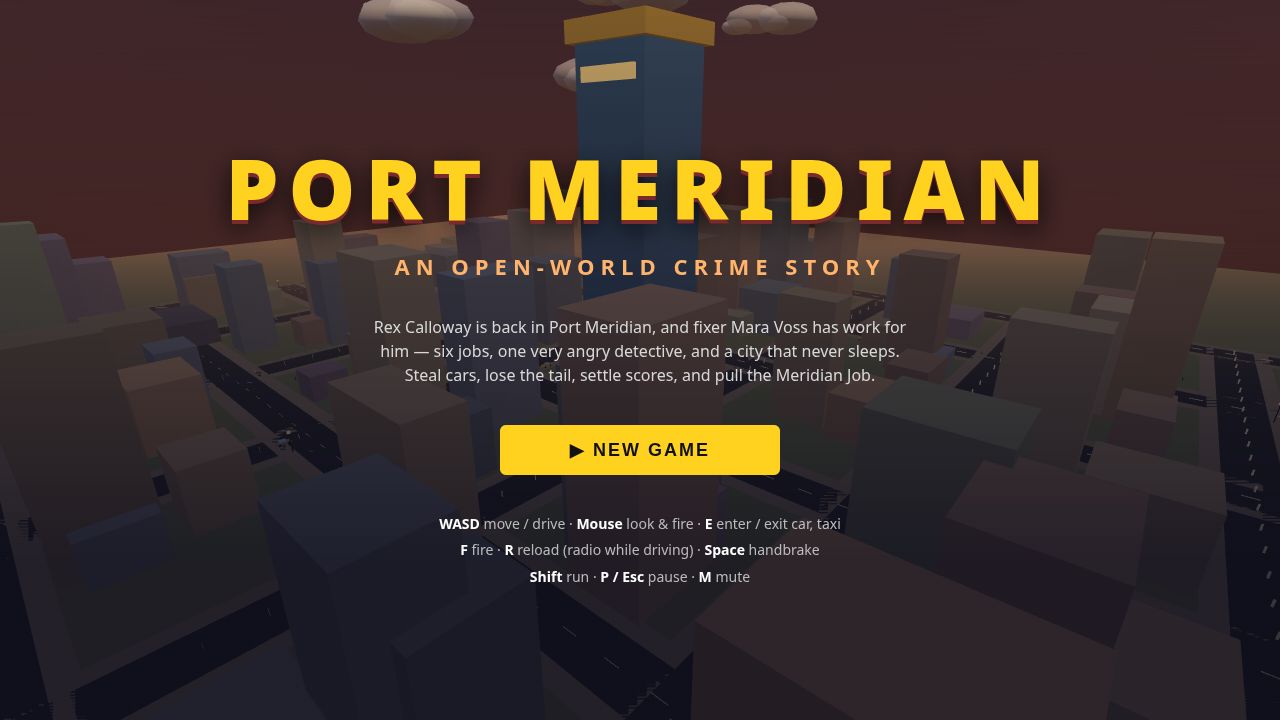 PORT MERIDIAN
AN OPEN-WORLD CRIME STORY
Rex Calloway is back in Port Meridian, and fixer Mara Voss has work for
him — six jobs, one very angry detective, and a city that never sleeps.
Steal cars, lose the tail, settle scores, and pull the Meridian Job.
▶ NEW GAME
WASD move / drive · Mouse look & fire · E enter / exit car, taxi
F fire · R reload (radio while driving) · Space handbrake
Shift run · P / Esc pause · M mute